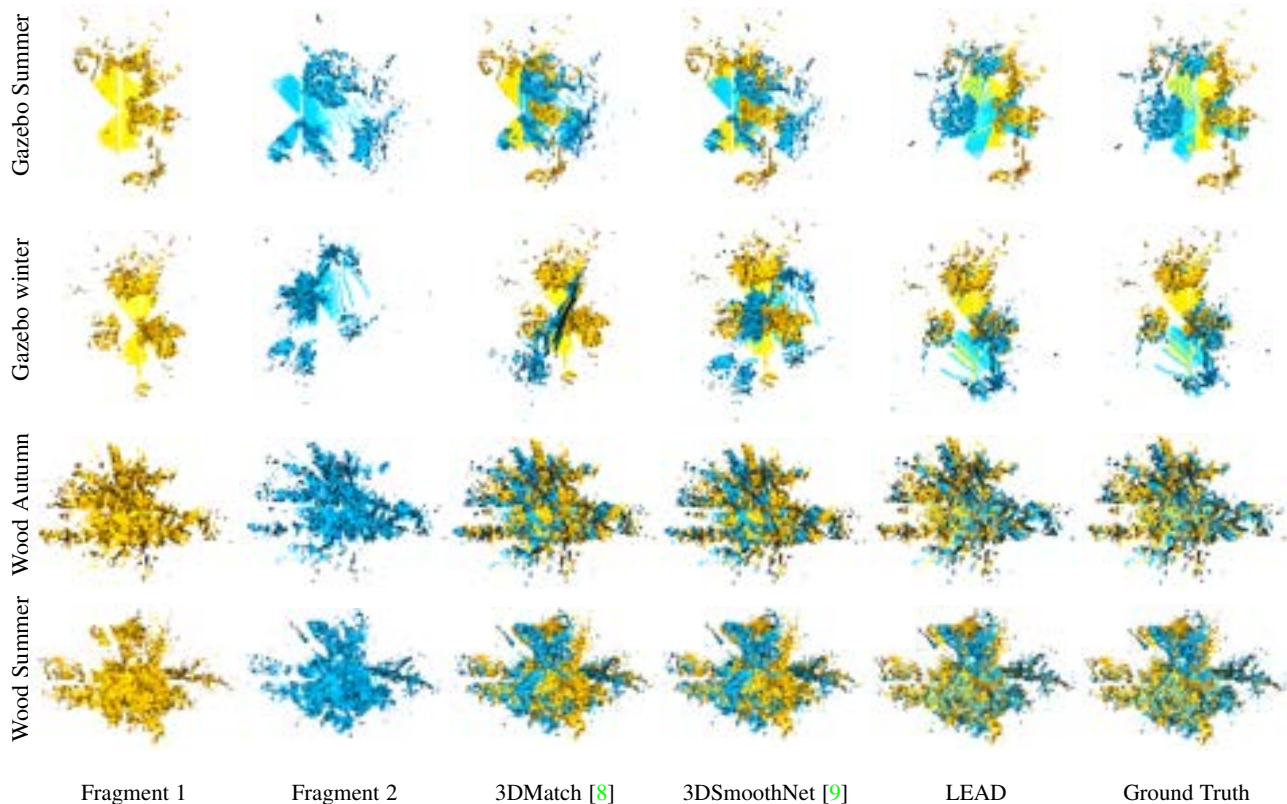 Gazebo Summer
Gazebo winter
Wood Autumn
Wood Summer
Fragment 1
Fragment 2
3DMatch [8]
3DSmoothNet [9]
LEAD
Ground Truth